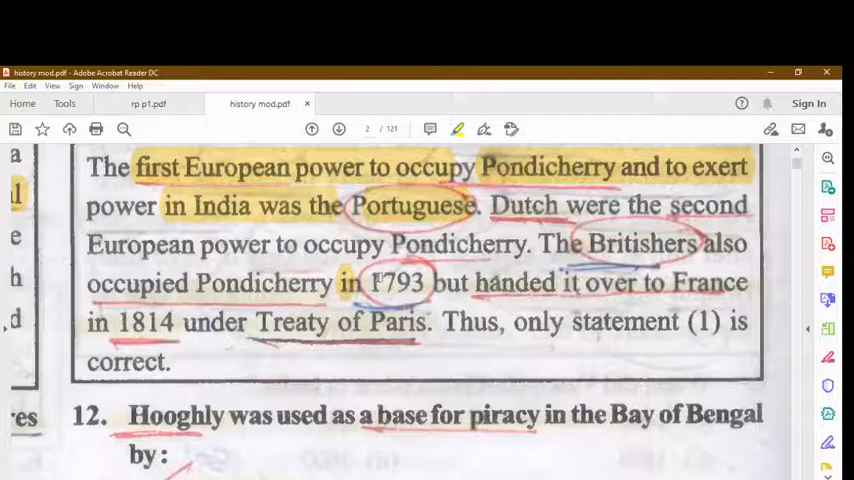 history mod.pdf - Adobe Acrobat Reader DC
File Edit View Sign Window Help
Home Tools rp p1.pdf history mod.pdf × Sign In
2 / 121
a
The first European power to occupy Pondicherry and to exert
l
power in India was the Portuguese. Dutch were the second
e
European power to occupy Pondicherry. The Britishers also
h
occupied Pondicherry in 1793 but handed it over to France
d
in 1814 under Treaty of Paris. Thus, only statement (1) is
correct.
res
12. Hooghly was used as a base for piracy in the Bay of Bengal
by: